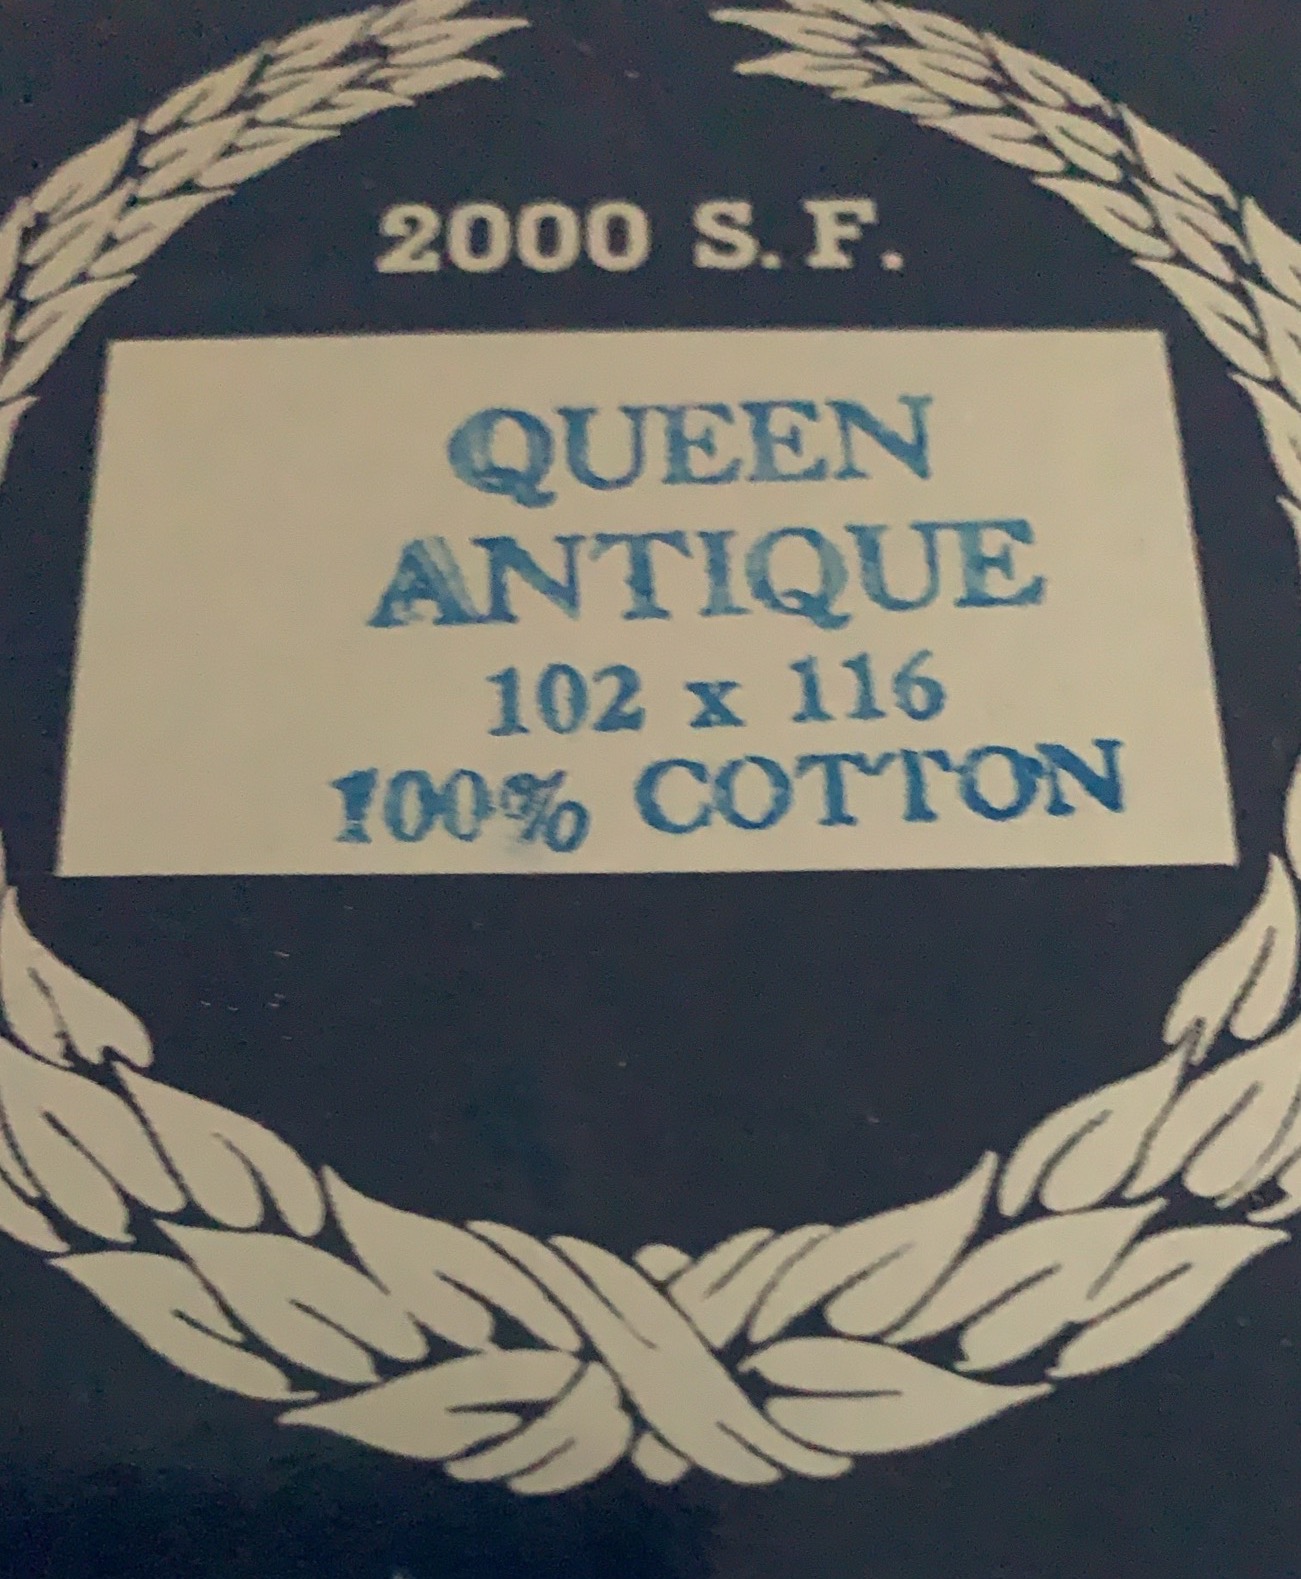 2000 S.F.
QUEEN
ANTIQUE
102 x 116
100% COTTON